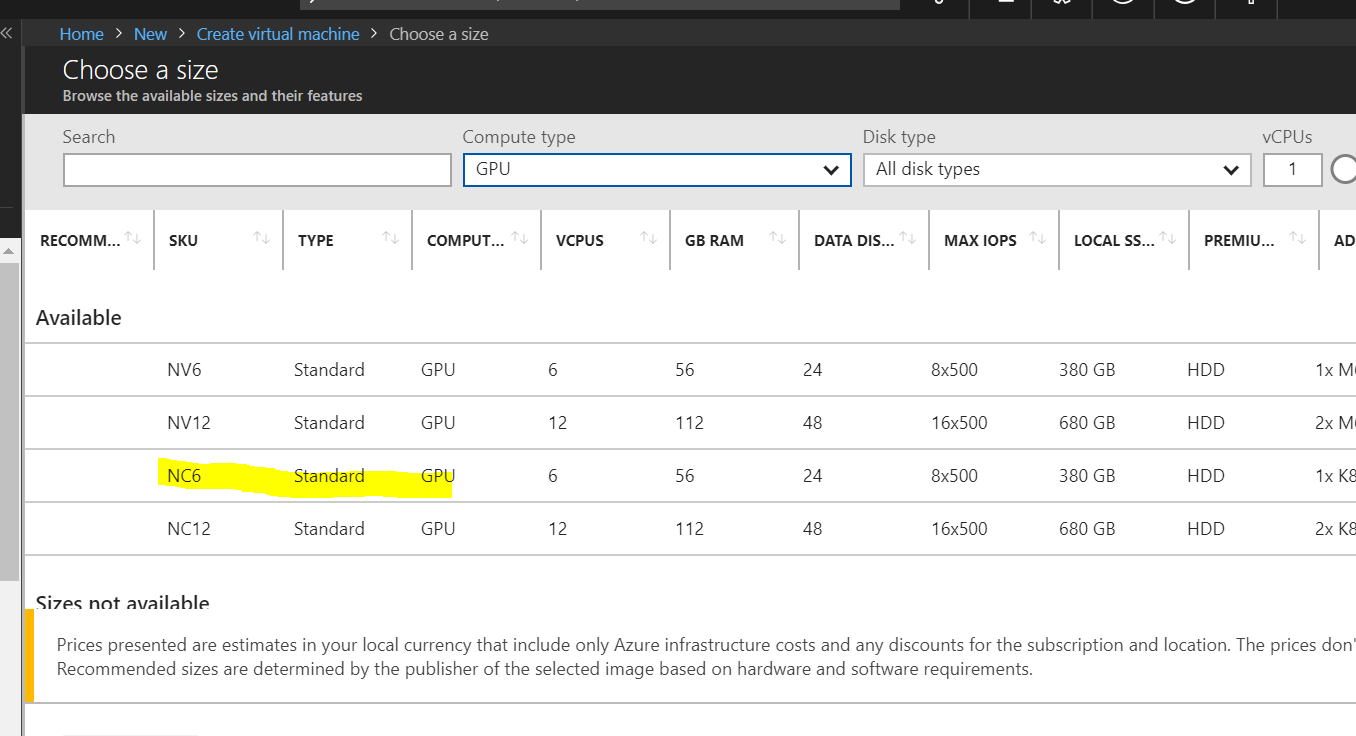 Home > New > Create virtual machine > Choose a size
Choose a size
Browse the available sizes and their features
Search Compute type Disk type vCPUs
GPU All disk types 1
RECOMM... SKU TYPE COMPUT... VCPUS GB RAM DATA DIS... MAX IOPS LOCAL SS... PREMIU... AD
Available
NV6 Standard GPU 6 56 24 8x500 380 GB HDD 1x M6
NV12 Standard GPU 12 112 48 16x500 680 GB HDD 2x M6
NC6 Standard GPU 6 56 24 8x500 380 GB HDD 1x K8
NC12 Standard GPU 12 112 48 16x500 680 GB HDD 2x K8
Sizes not available
Prices presented are estimates in your local currency that include only Azure infrastructure costs and any discounts for the subscription and location. The prices don'
Recommended sizes are determined by the publisher of the selected image based on hardware and software requirements.